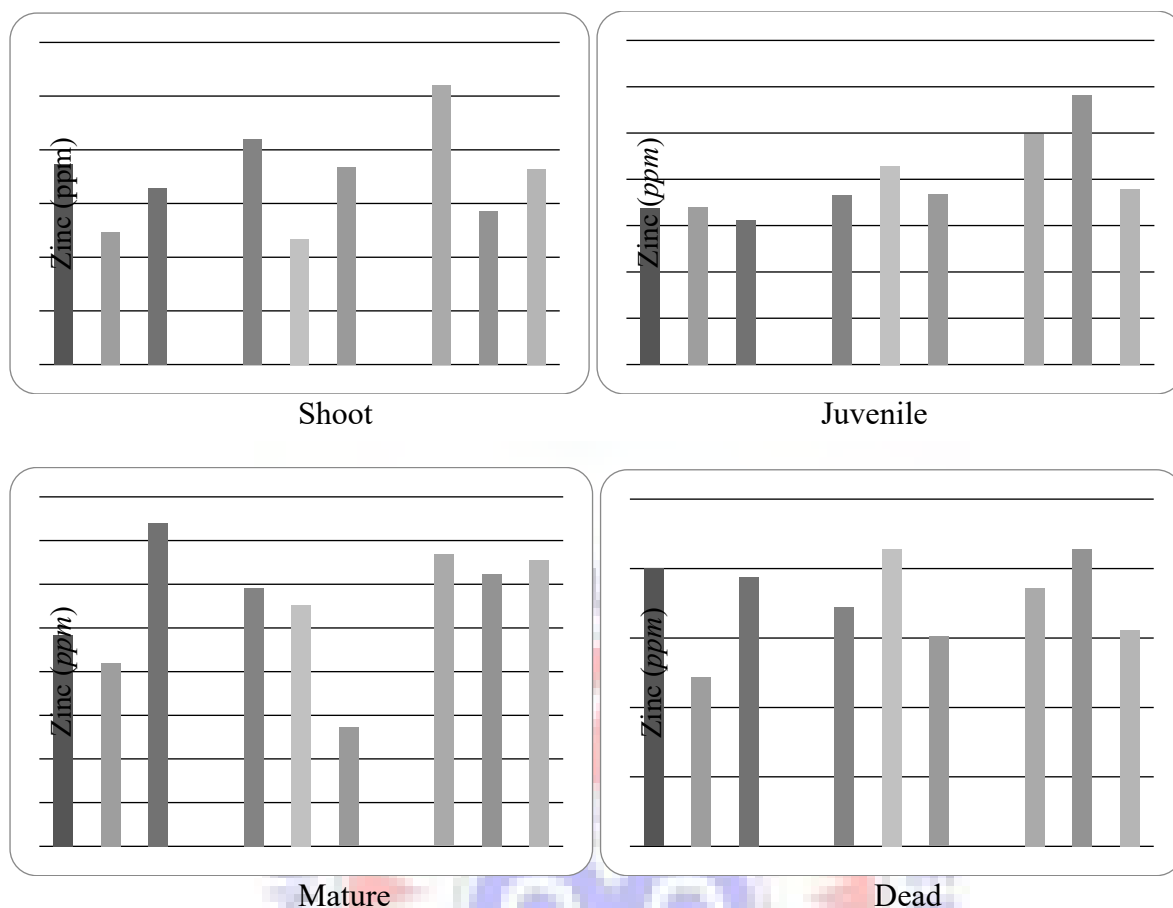 Zinc (ppm)
Zinc (ppm)
Shoot
Juvenile
Zinc (ppm)
Zinc (ppm)
Mature
Dead